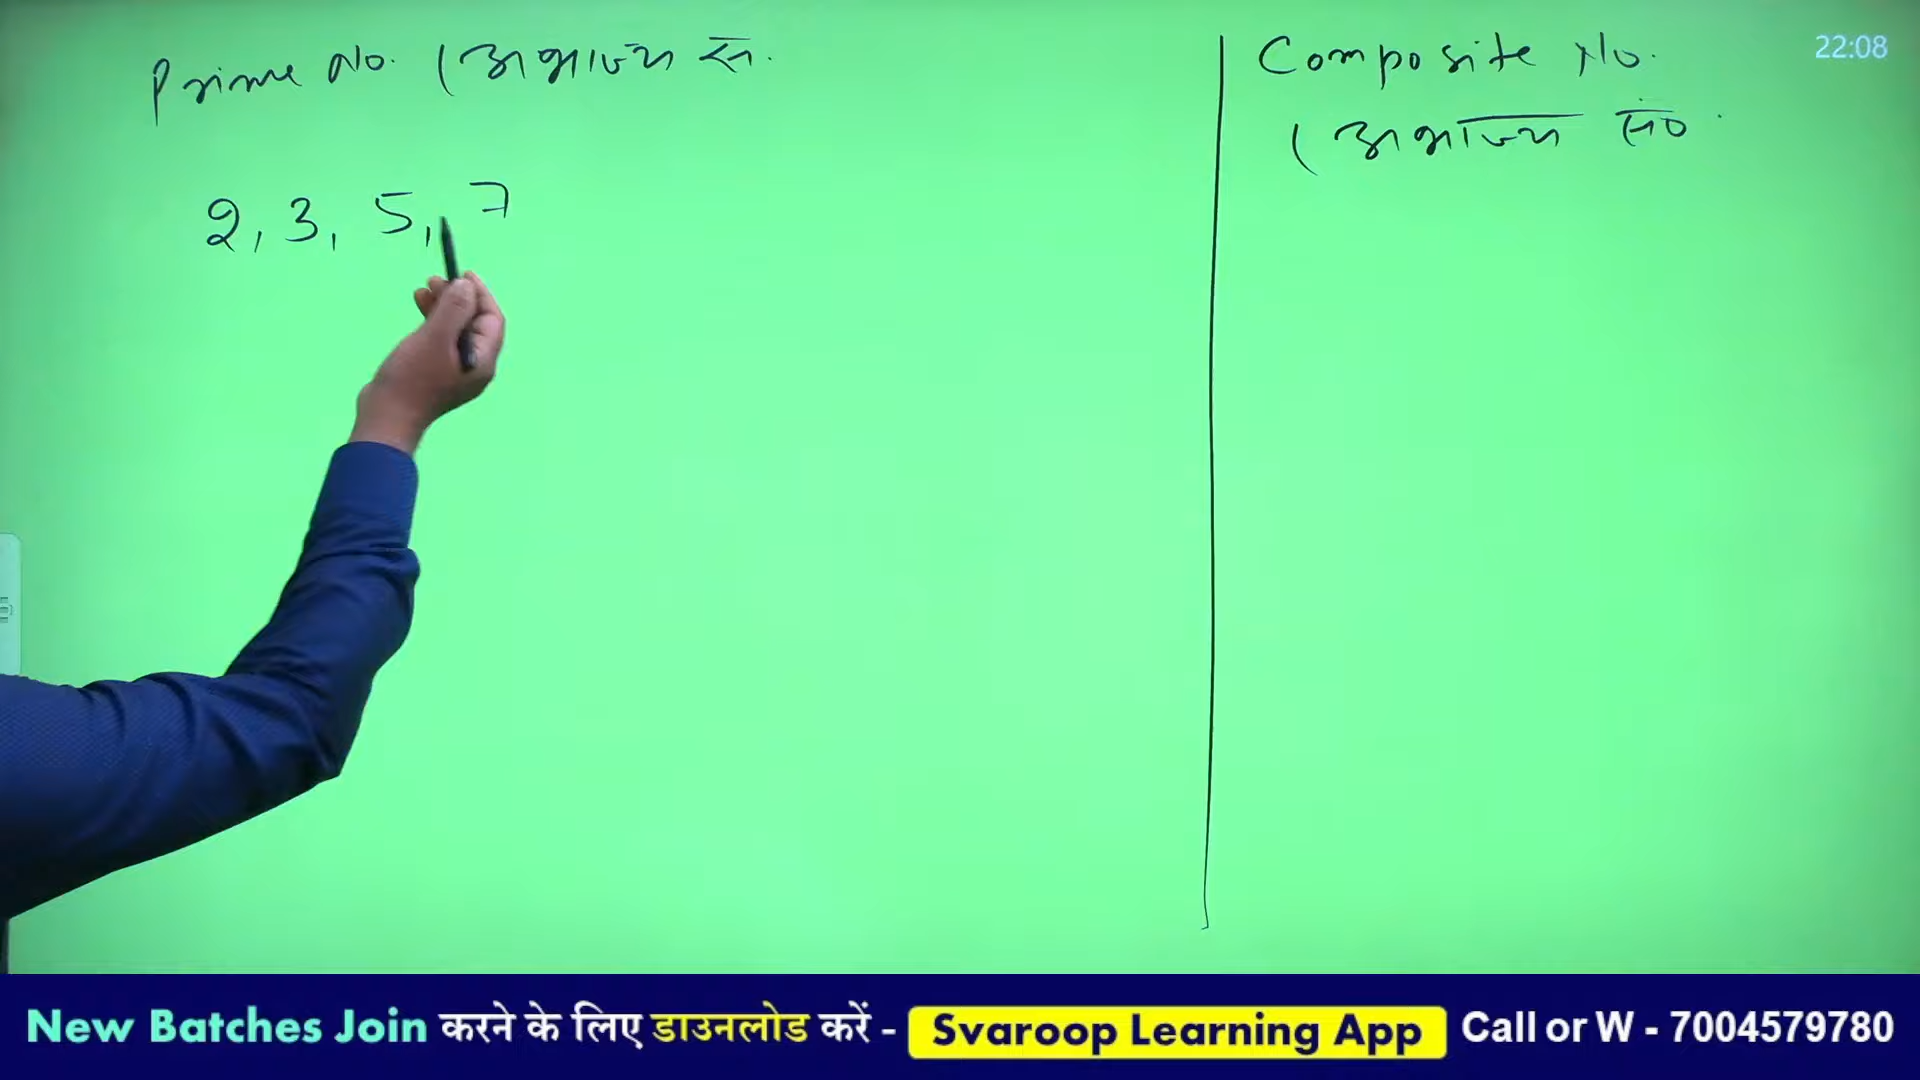 Prime No. (अभाज्य सं.
2, 3, 5, 7
Composite No.
(अभाज्य सं०
22:08
New Batches Join करने के लिए डाउनलोड करें - Svaroop Learning App Call or W - 7004579780